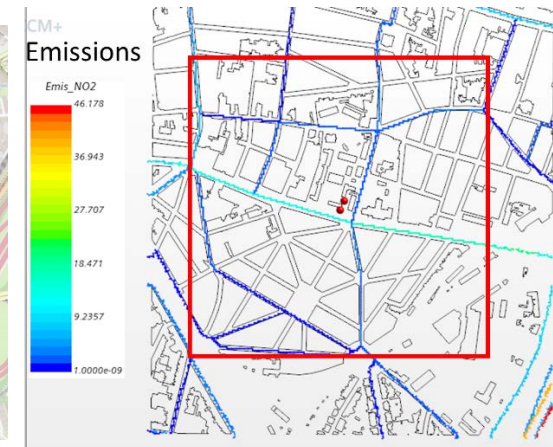 CM+
Emissions
Emis_NO2
46.178
36.943
27.707
18.471
9.2357
1.0000e-09